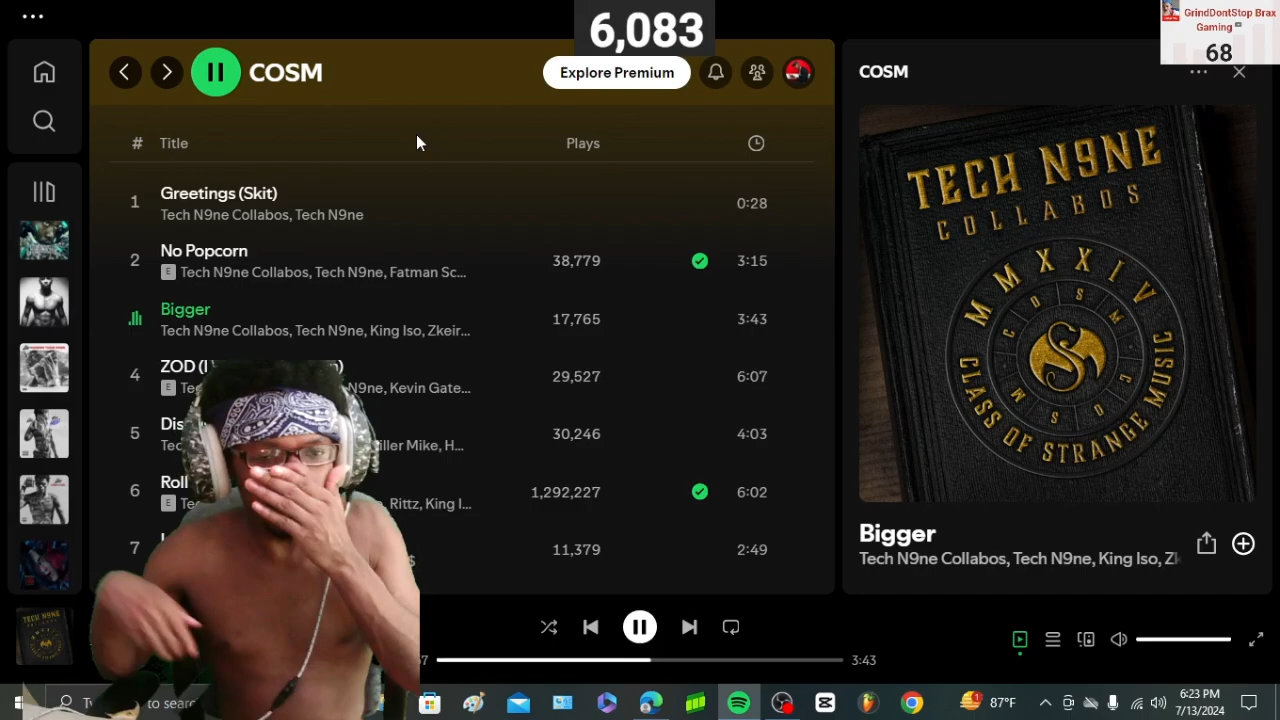 6,083
GrindDontStop Brax
Gaming
68
COSM
Explore Premium
COSM
# Title Plays
1 Greetings (Skit) 0:28
Tech N9ne Collabos, Tech N9ne
2 No Popcorn 38,779 3:15
E Tech N9ne Collabos, Tech N9ne, Fatman Sc...
Bigger 17,765 3:43
Tech N9ne Collabos, Tech N9ne, King Iso, Zkeir...
4 ZOD (I 29,527 6:07
E N9ne, Kevin Gate...
5 30,246 4:03
Killer Mike, H...
6 Roll 1,292,227 6:02
E Rittz, King I...
7 11,379 2:49
TECH N9NE
COLLABOS
MMXXIV
COSM
CLASS OF STRANGE MUSIC
Bigger
Tech N9ne Collabos, Tech N9ne, King Iso,
TECH N9NE
3:43
87°F
6:23 PM
7/13/2024